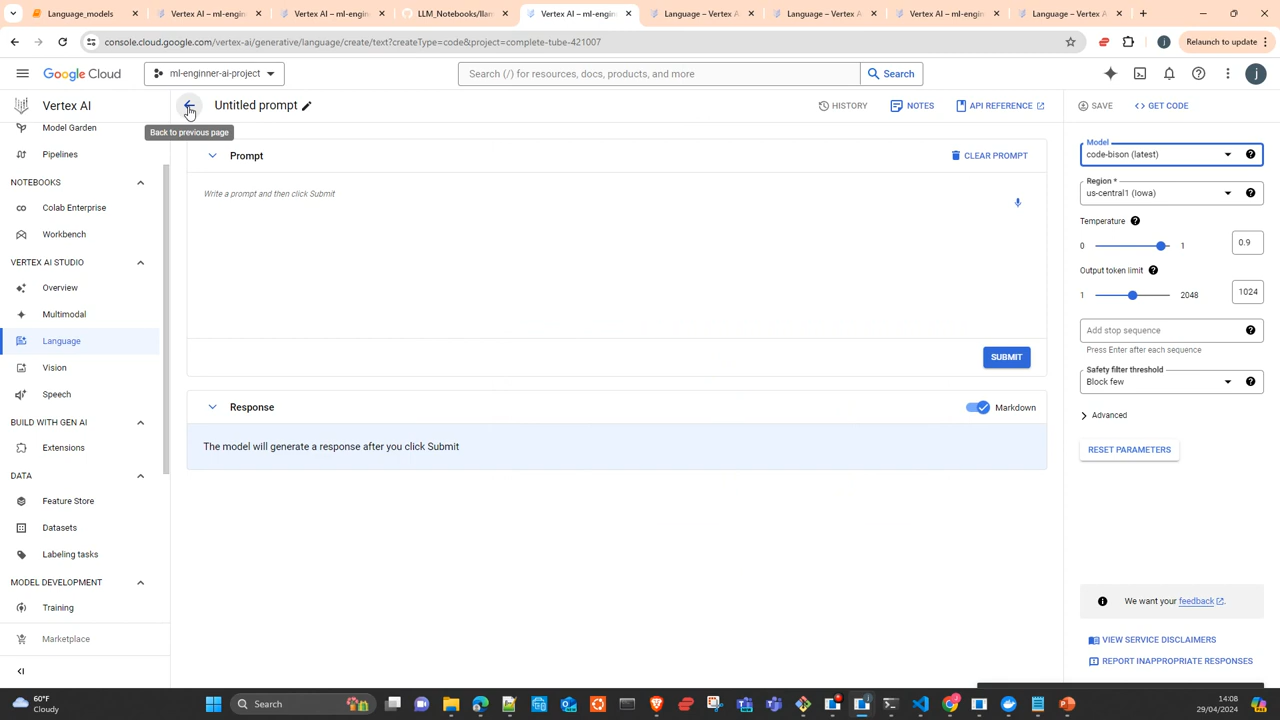 Language_models
Vertex AI – ml-engin
Vertex AI – ml-engin
LLM_Notebooks/llam
Vertex AI – ml-engin
Language – Vertex A
Language – Vertex A
Vertex AI – ml-engin
Language – Vertex A
console.cloud.google.com/vertex-ai/generative/language/create/text?createType=code&project=complete-tube-421007
Relaunch to update
Google Cloud
ml-enginner-ai-project
Search (/) for resources, docs, products, and more
Search
Vertex AI
Untitled prompt
HISTORY
NOTES
API REFERENCE
SAVE
GET CODE
Back to previous page
Model Garden
Pipelines
NOTEBOOKS
Colab Enterprise
Workbench
VERTEX AI STUDIO
Overview
Multimodal
Language
Vision
Speech
BUILD WITH GEN AI
Extensions
DATA
Feature Store
Datasets
Labeling tasks
MODEL DEVELOPMENT
Training
Marketplace
Prompt
CLEAR PROMPT
Write a prompt and then click Submit
SUBMIT
Response
Markdown
The model will generate a response after you click Submit
Model
code-bison (latest)
Region *
us-central1 (Iowa)
Temperature
0
1
0.9
Output token limit
1
2048
1024
Add stop sequence
Press Enter after each sequence
Safety filter threshold
Block few
Advanced
RESET PARAMETERS
We want your feedback.
VIEW SERVICE DISCLAIMERS
REPORT INAPPROPRIATE RESPONSES
60°F
Cloudy
Search
14:08
29/04/2024